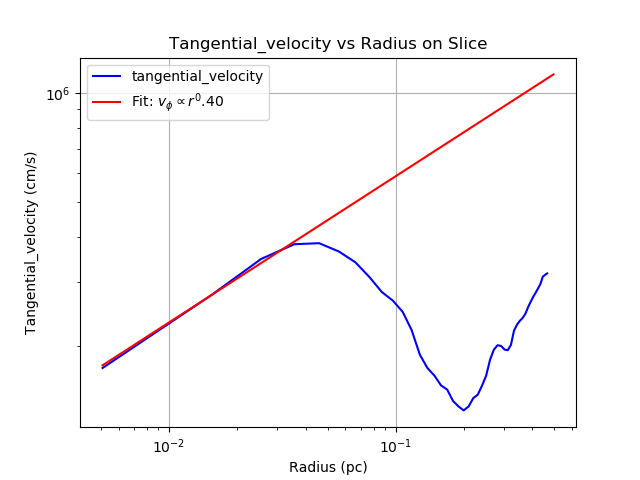 Tangential_velocity vs Radius on Slice
tangential_velocity
Fit: $v_\phi \propto r^0.40$
10^6
Tangential_velocity (cm/s)
10^{-2}
10^{-1}
Radius (pc)